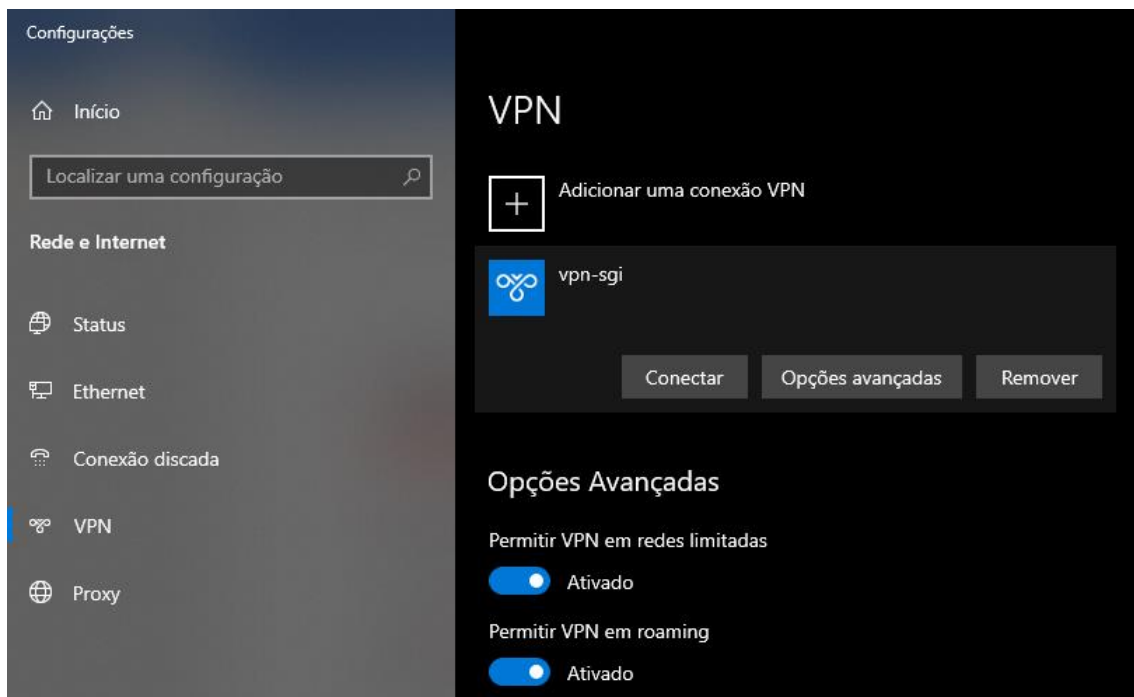 Configurações
Início
Localizar uma configuração
Rede e Internet
Status
Ethernet
Conexão discada
VPN
Proxy
VPN
Adicionar uma conexão VPN
vpn-sgi
Conectar Opções avançadas Remover
Opções Avançadas
Permitir VPN em redes limitadas
Ativado
Permitir VPN em roaming
Ativado